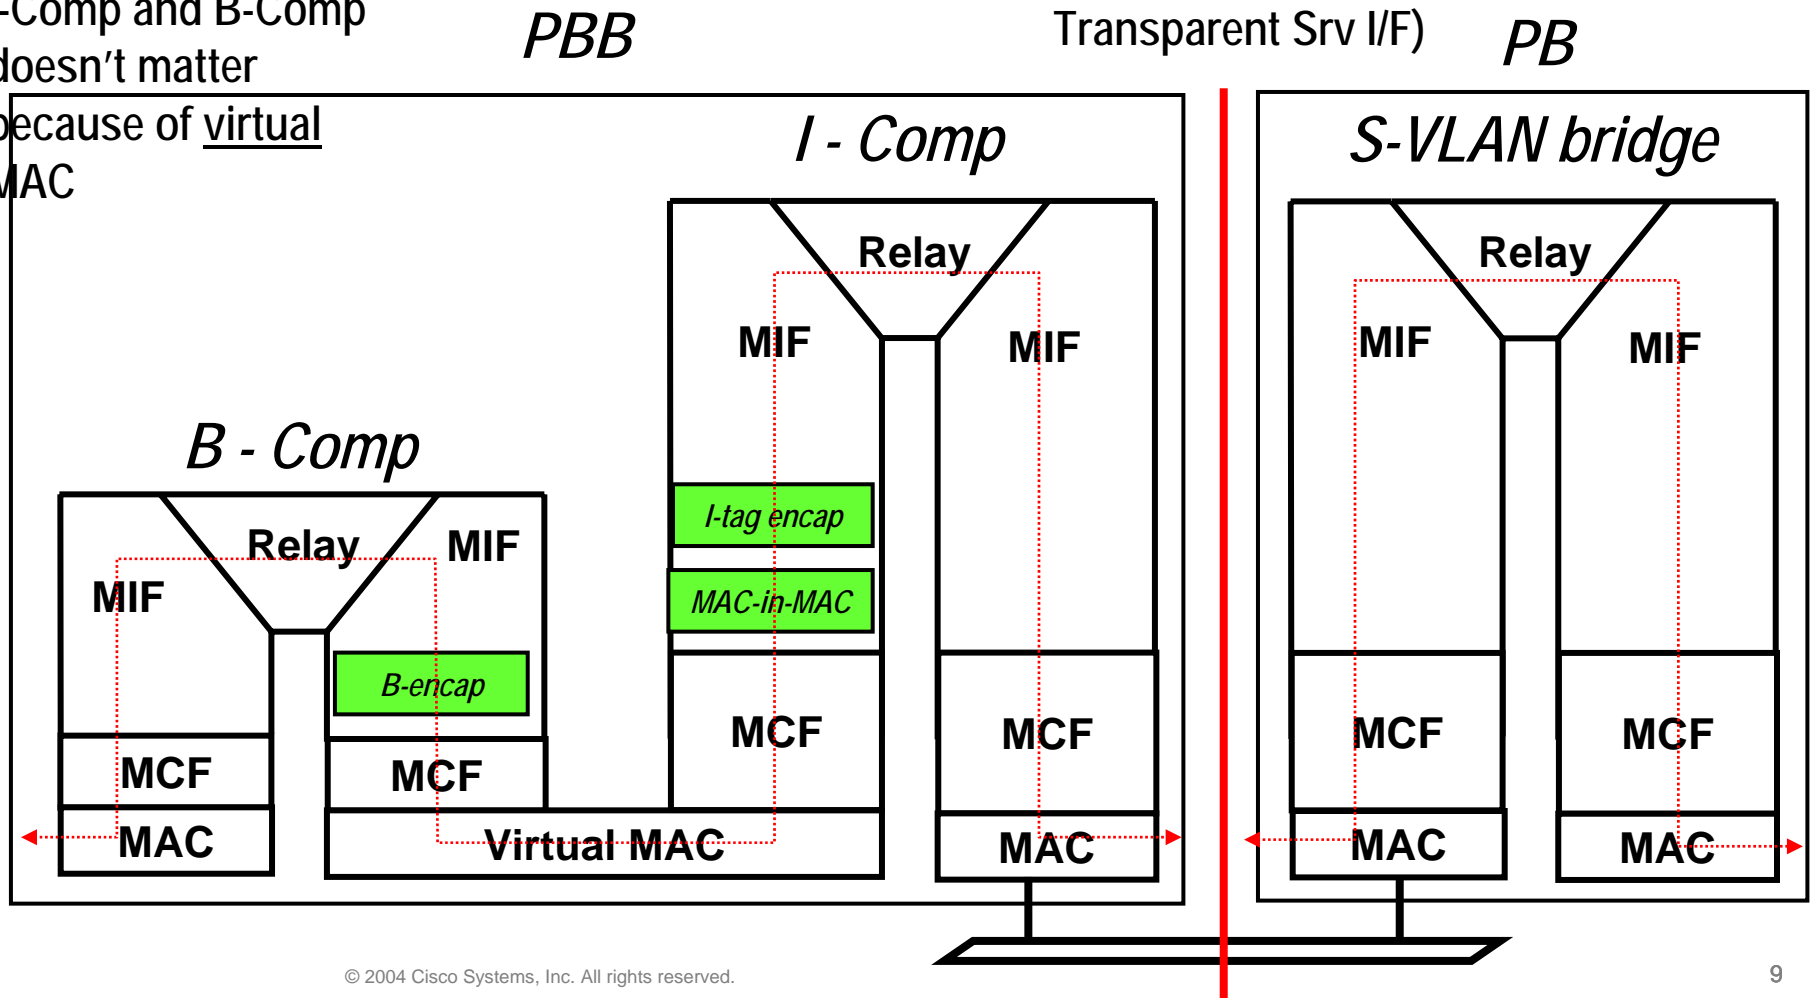 -Comp and B-Comp
doesn't matter
because of virtual
MAC
PBB
Transparent Srv I/F)
PB
I - Comp
S-VLAN bridge
Relay
MIF
MIF
Relay
MIF
MIF
B - Comp
Relay
MIF
MIF
I-tag encap
MAC-in-MAC
B-encap
MCF
MCF
MCF
MCF
MCF
MCF
MAC
Virtual MAC
MAC
MAC
MAC
© 2004 Cisco Systems, Inc. All rights reserved.
9